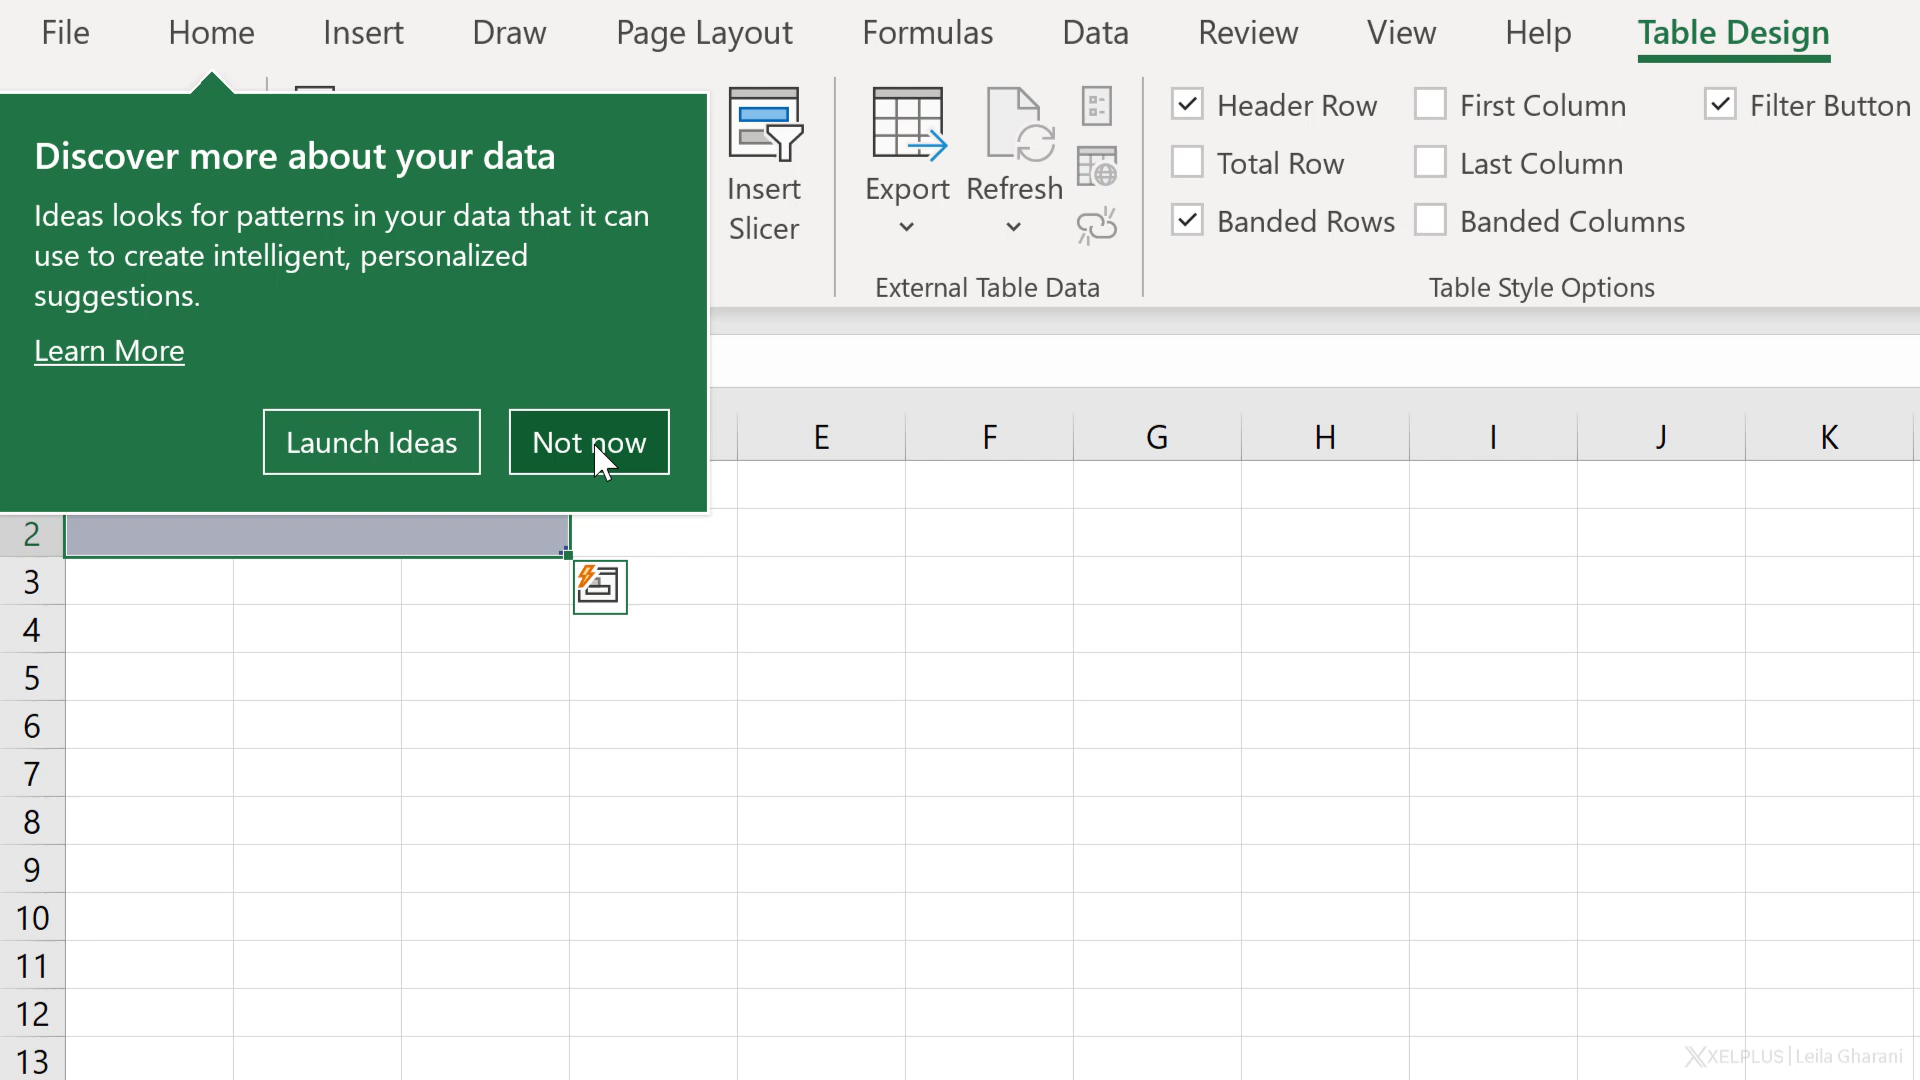 File Home Insert Draw Page Layout Formulas Data Review View Help Table Design
Discover more about your data
Ideas looks for patterns in your data that it can
use to create intelligent, personalized
suggestions.
Learn More
Launch Ideas Not now
Insert
Slicer
Export Refresh
External Table Data
Header Row First Column Filter Button
Total Row Last Column
Banded Rows Banded Columns
Table Style Options
E F G H I J K
2
3
4
5
6
7
8
9
10
11
12
13
XELPLUS | Leila Gharani